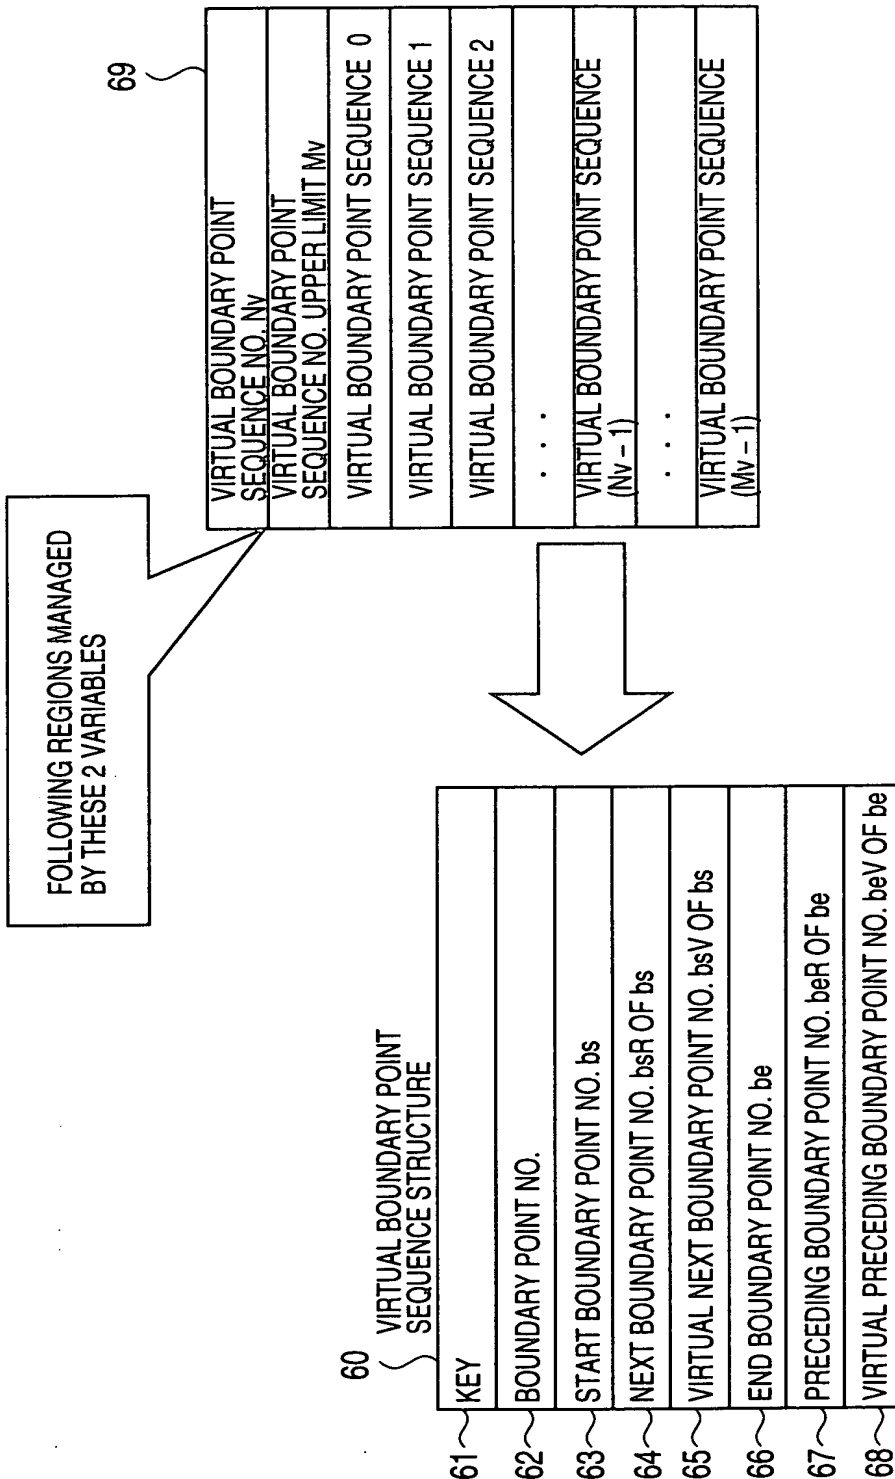 FOLLOWING REGIONS MANAGED
BY THESE 2 VARIABLES
69
VIRTUAL BOUNDARY POINT
SEQUENCE NO. Nv
VIRTUAL BOUNDARY POINT
SEQUENCE NO. UPPER LIMIT Mv
VIRTUAL BOUNDARY POINT SEQUENCE 0
VIRTUAL BOUNDARY POINT SEQUENCE 1
VIRTUAL BOUNDARY POINT SEQUENCE 2
. . .
VIRTUAL BOUNDARY POINT SEQUENCE
(Nv – 1)
. . .
VIRTUAL BOUNDARY POINT SEQUENCE
(Mv – 1)
60
VIRTUAL BOUNDARY POINT
SEQUENCE STRUCTURE
61 KEY
62 BOUNDARY POINT NO.
63 START BOUNDARY POINT NO. bs
64 NEXT BOUNDARY POINT NO. bsR OF bs
65 VIRTUAL NEXT BOUNDARY POINT NO. bsV OF bs
66 END BOUNDARY POINT NO. be
67 PRECEDING BOUNDARY POINT NO. beR OF be
68 VIRTUAL PRECEDING BOUNDARY POINT NO. beV OF be